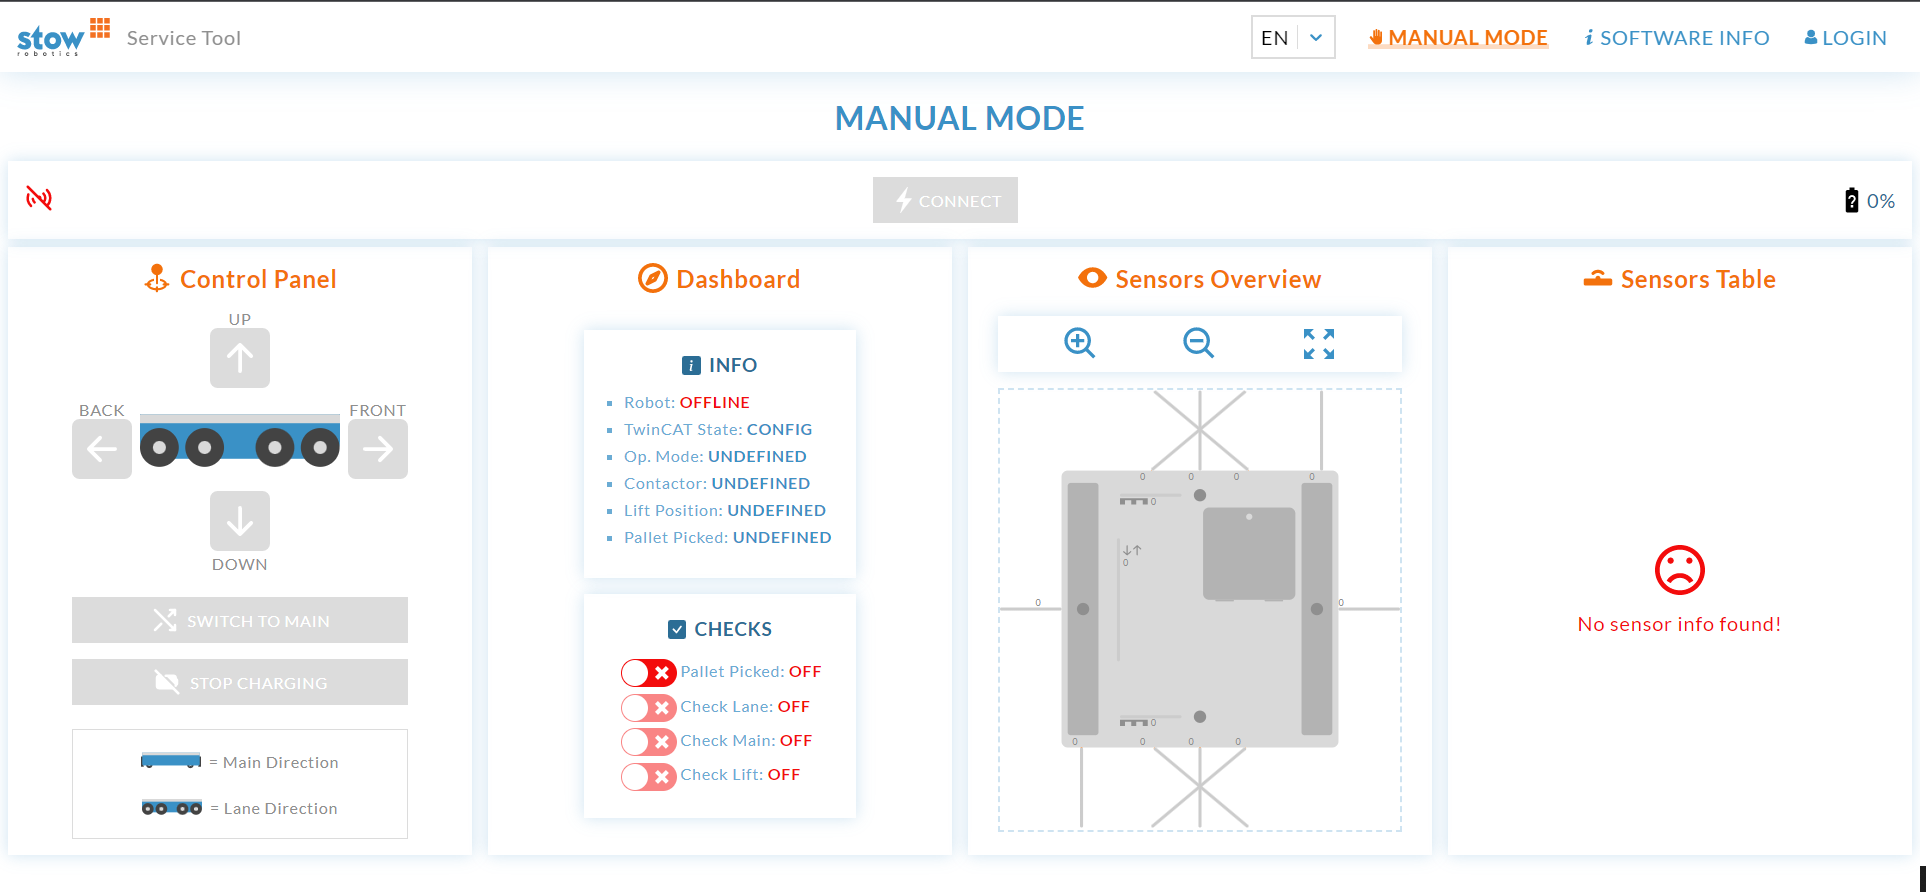 stow
robotics
Service Tool
EN
MANUAL MODE
SOFTWARE INFO
LOGIN
MANUAL MODE
CONNECT
0%
Control Panel
UP
BACK
FRONT
DOWN
SWITCH TO MAIN
STOP CHARGING
= Main Direction
= Lane Direction
Dashboard
INFO
Robot: OFFLINE
TwinCAT State: CONFIG
Op. Mode: UNDEFINED
Contactor: UNDEFINED
Lift Position: UNDEFINED
Pallet Picked: UNDEFINED
CHECKS
Pallet Picked: OFF
Check Lane: OFF
Check Main: OFF
Check Lift: OFF
Sensors Overview
0 0 0 0
0
0
0 0
0
0 0 0 0
Sensors Table
No sensor info found!